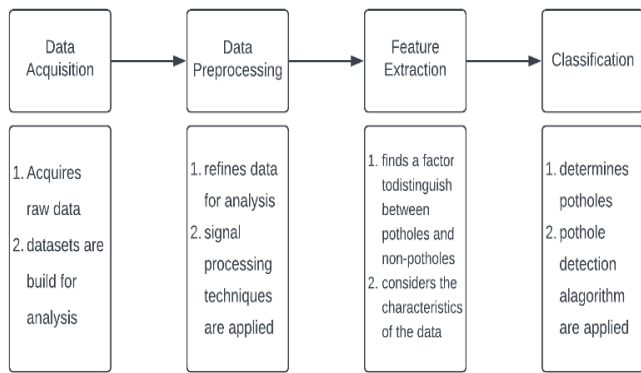 Data
Acquisition
Data
Preprocessing
Feature
Extraction
Classification
1. Acquires
raw data
2. datasets are
build for
analysis
1. refines data
for analysis
2. signal
processing
techniques
are applied
1. finds a factor
todistinguish
between
potholes and
non-potholes
2. considers the
characteristics
of the data
1. determines
potholes
2. pothole
detection
alagorithm
are applied